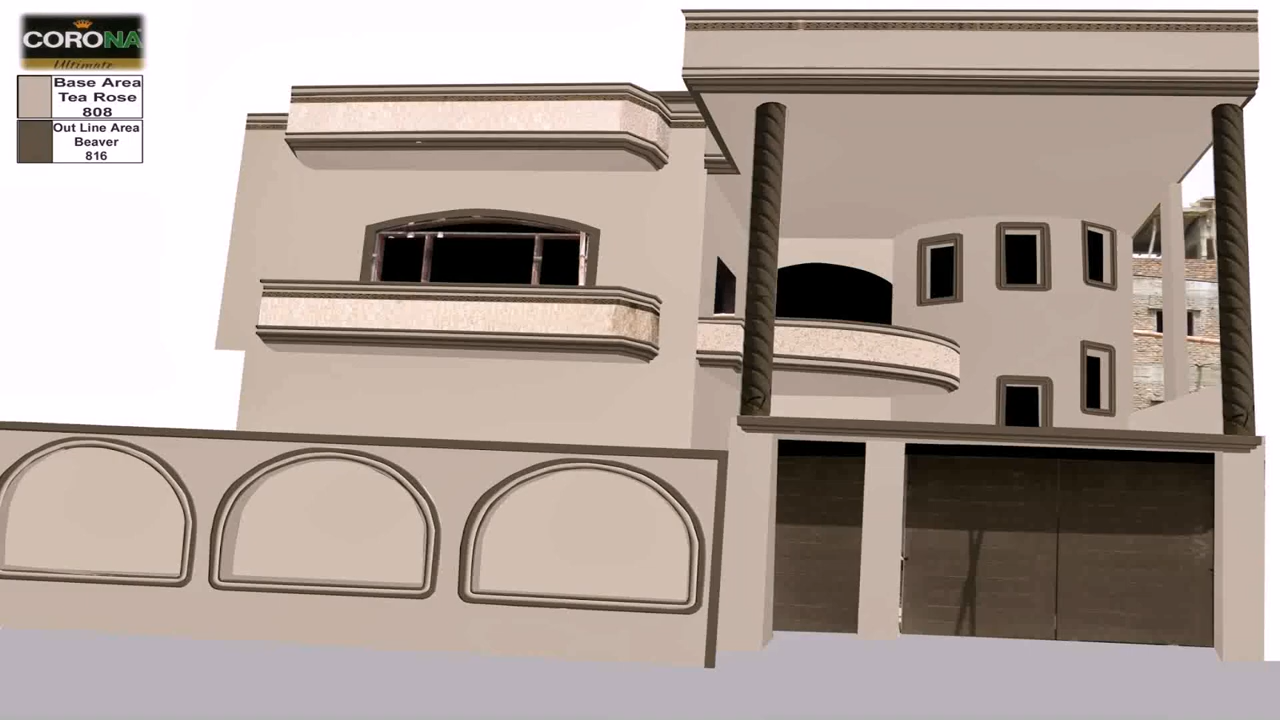 CORONA
Ultimate
Base Area
Tea Rose
808
Out Line Area
Beaver
816